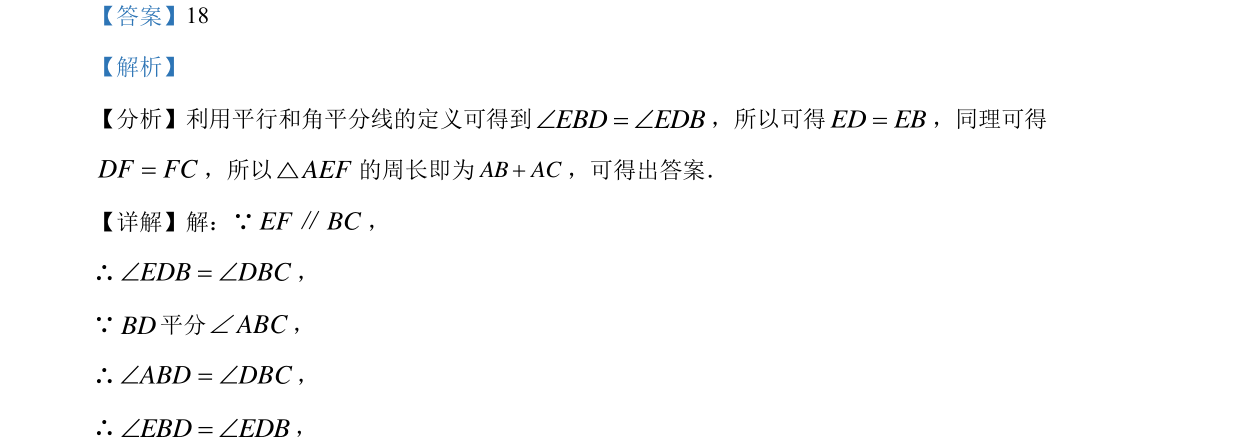 【答案】18
【解析】
【分析】利用平行和角平分线的定义可得到∠EBD=∠EDB，所以可得ED=EB，同理可得
DF=FC，所以△AEF的周长即为AB+AC，可得出答案．
【详解】解：∵EF∥BC，
∴∠EDB=∠DBC，
∵BD平分∠ABC，
∴∠ABD=∠DBC，
∴∠EBD=∠EDB，